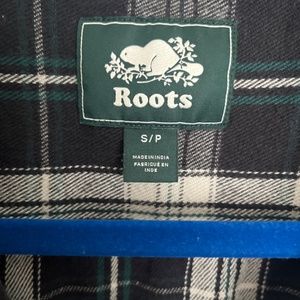 Roots
S/P
MADE IN INDIA
FABRIQUÉ EN
INDE